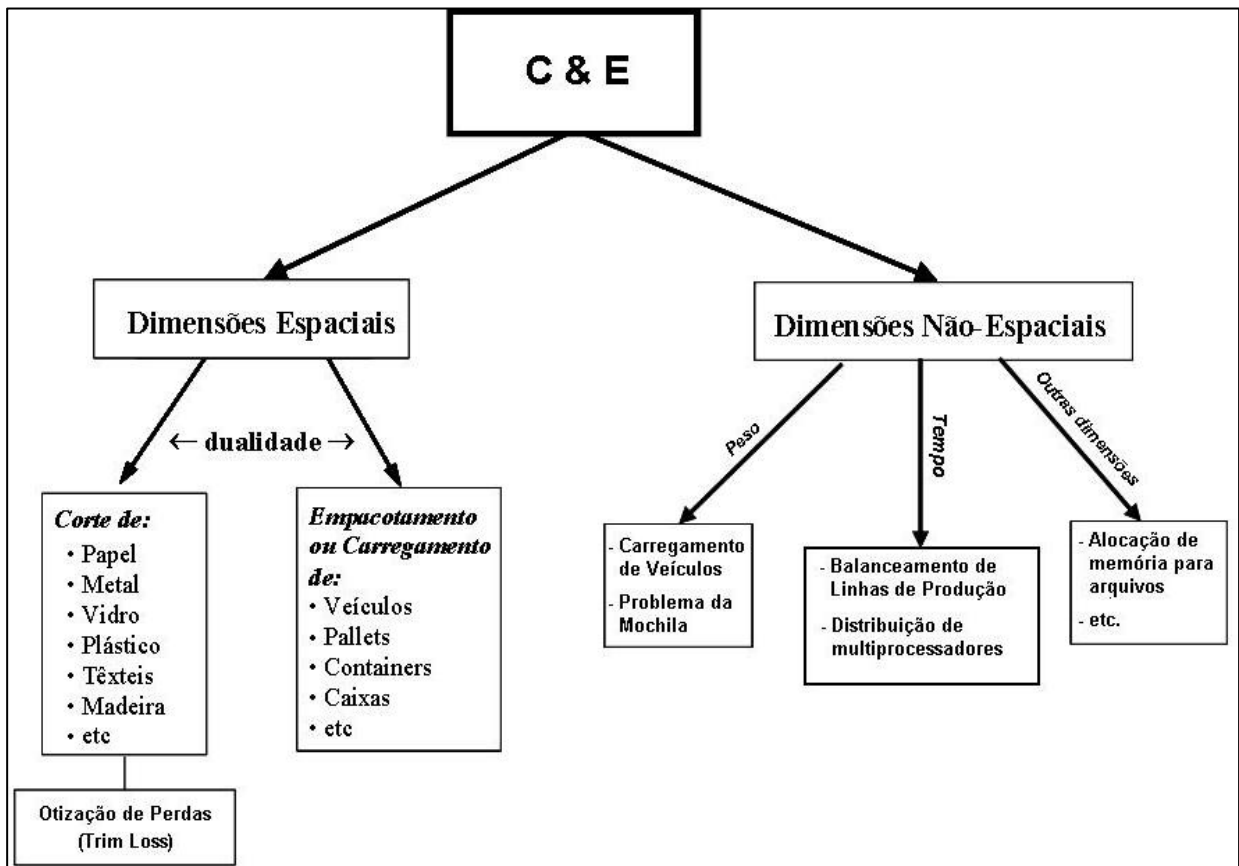 C & E
Dimensões Espaciais
Dimensões Não-Espaciais
← dualidade →
Peso
Tempo
Outras dimensões
Corte de:
• Papel
• Metal
• Vidro
• Plástico
• Têxteis
• Madeira
• etc
Empacotamento
ou Carregamento
de:
• Veículos
• Pallets
• Containers
• Caixas
• etc
- Carregamento
de Veículos
- Problema da
Mochila
- Balanceamento de
Linhas de Produção
- Distribuição de
multiprocessadores
- Alocação de
memória para
arquivos
- etc.
Otização de Perdas
(Trim Loss)